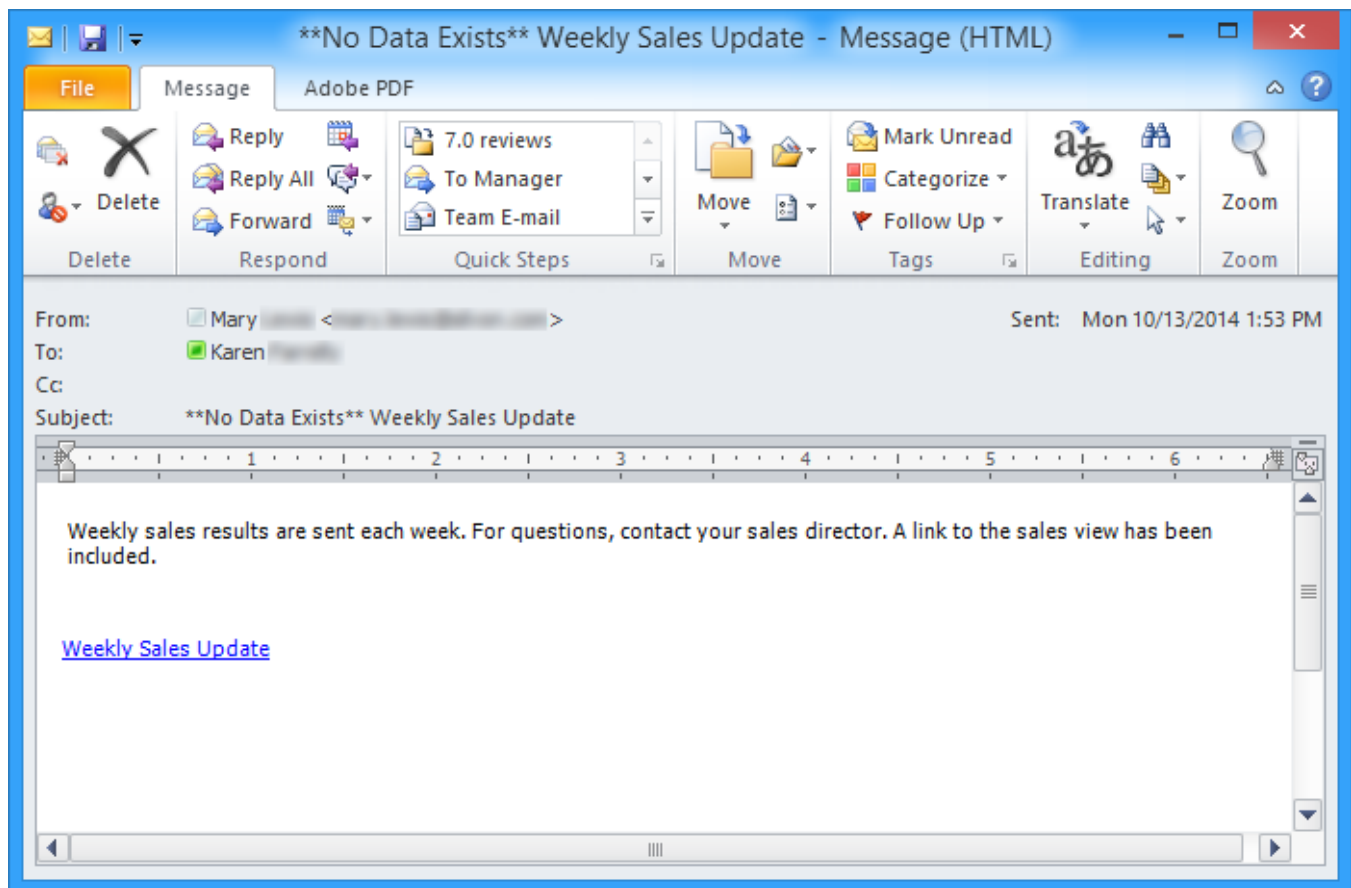 **No Data Exists** Weekly Sales Update - Message (HTML)
File Message Adobe PDF
Delete
Reply
Reply All
Forward
7.0 reviews
To Manager
Team E-mail
Move
Mark Unread
Categorize
Follow Up
Translate
Zoom
Delete Respond Quick Steps Move Tags Editing Zoom
From: Mary < > Sent: Mon 10/13/2014 1:53 PM
To: Karen
Cc:
Subject: **No Data Exists** Weekly Sales Update
1 2 3 4 5 6
Weekly sales results are sent each week. For questions, contact your sales director. A link to the sales view has been
included.
Weekly Sales Update